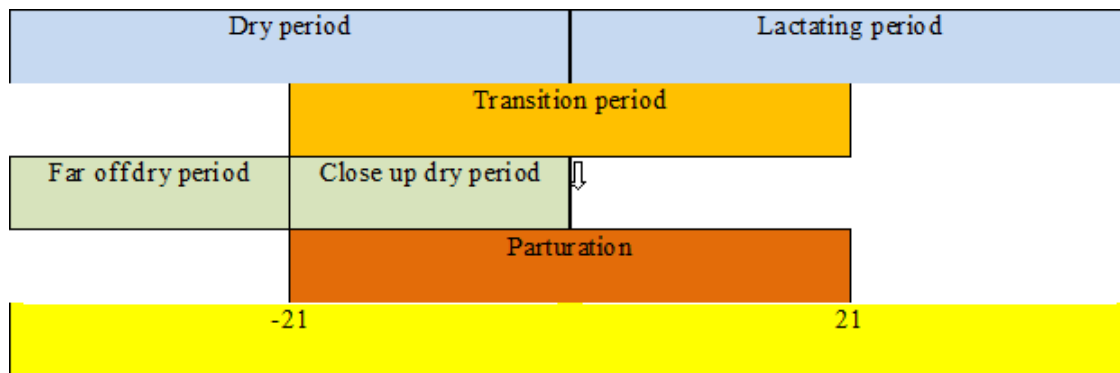 Dry period
Lactating period
Transition period
Far offdry period
Close up dry period
Parturation
-21
21